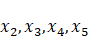 x₂, x₃, x₄, x₅